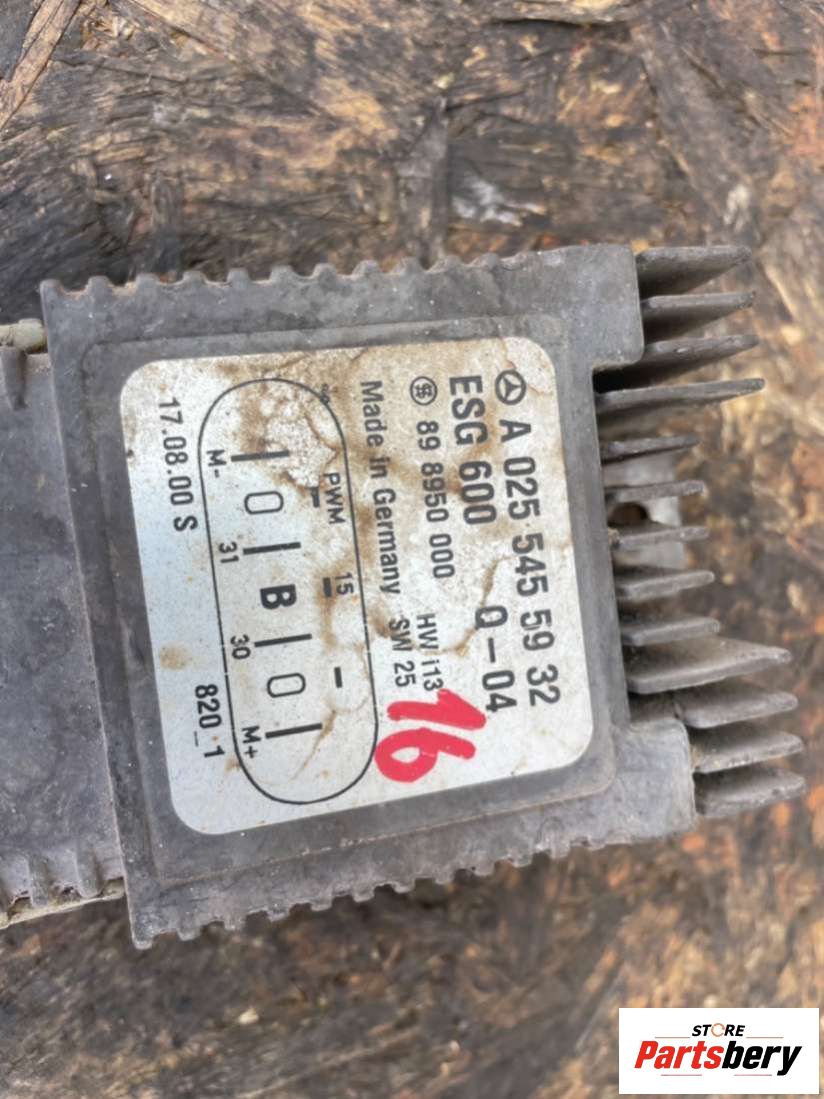 A 025 545 59 32
ESG 600 Q-04
89 8950 000 HW i13
Made in Germany SW 25
16
PWM 15
B
M- 31 30 M+
17.08.00 S 820_1
STORE
Partsbery